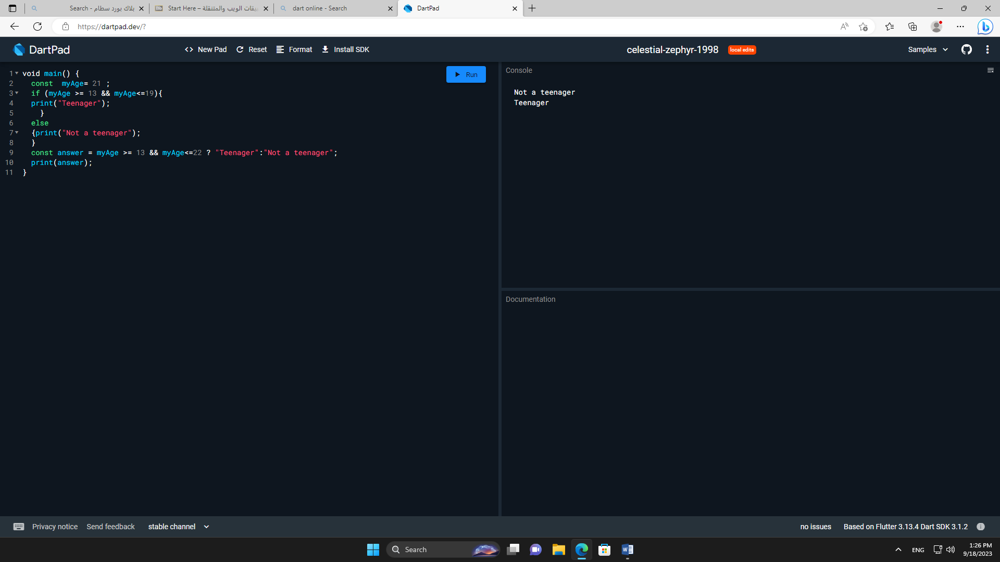 Search - بلاك بورد سطام
Bb Start Here – يبقات الويب والمتنقلة
dart online - Search
DartPad
https://dartpad.dev/?
DartPad
New Pad
Reset
Format
Install SDK
celestial-zephyr-1998
local edits
Samples
1 void main() {
2 const  myAge= 21 ;
3 if (myAge >= 13 && myAge<=19){
4 print("Teenager");
5 }
6 else
7 {print("Not a teenager");
8 }
9 const answer = myAge >= 13 && myAge<=22 ? "Teenager":"Not a teenager";
10 print(answer);
11 }
Run
Console
Not a teenager
Teenager
Documentation
Privacy notice
Send feedback
stable channel
no issues
Based on Flutter 3.13.4 Dart SDK 3.1.2
Search
ENG
1:26 PM
9/18/2023